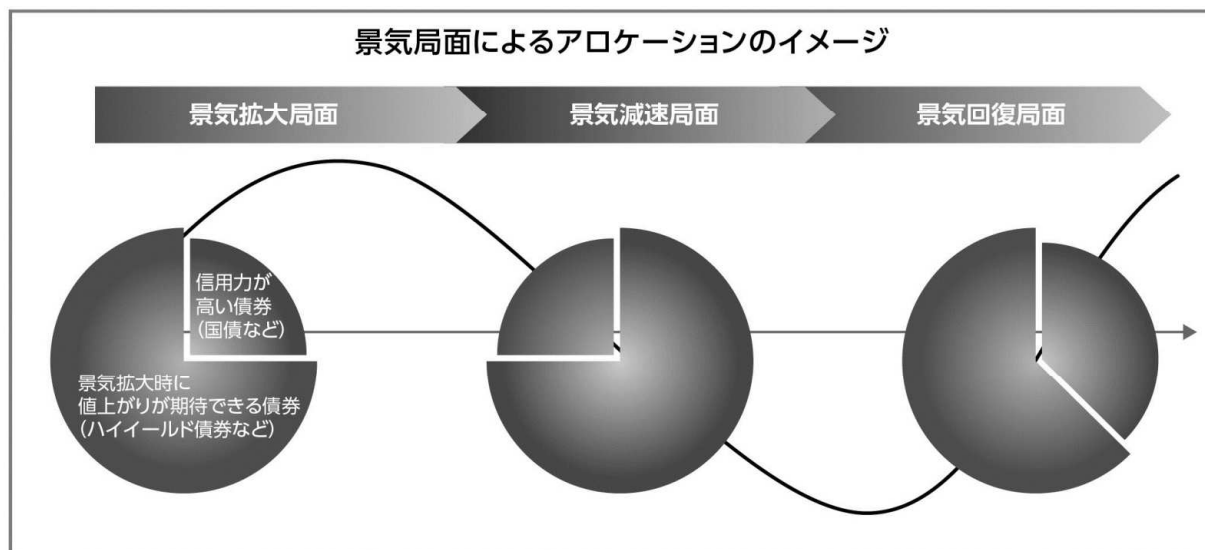 景気局面によるアロケーションのイメージ
景気拡大局面
景気減速局面
景気回復局面
信用力が
高い債券
（国債など）
景気拡大時に
値上がりが期待できる債券
（ハイイールド債券など）